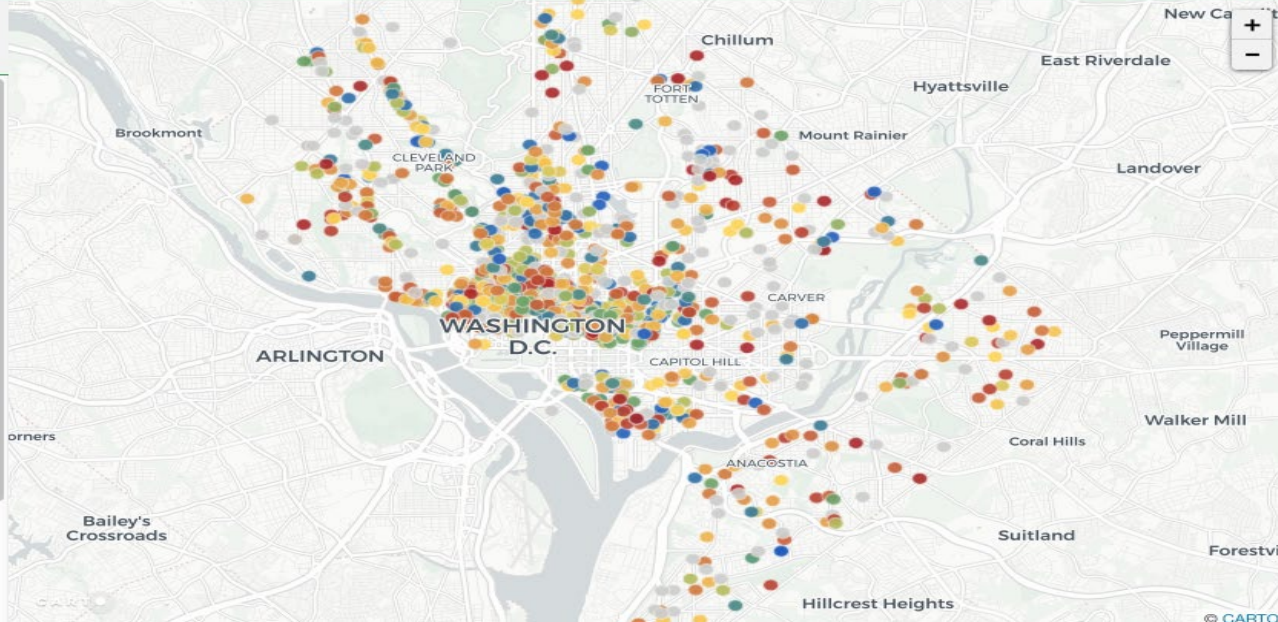 New Ca
+
Chillum
East Riverdale
−
Hyattsville
FORT
TOTTEN
Brookmont
Mount Rainier
CLEVELAND
PARK
Landover
CARVER
WASHINGTON
D.C.
Peppermill
Village
ARLINGTON
CAPITOL HILL
Walker Mill
orners
Coral Hills
ANACOSTIA
Bailey's
Crossroads
Suitland
Forestvi
CARTO
Hillcrest Heights
© CARTO